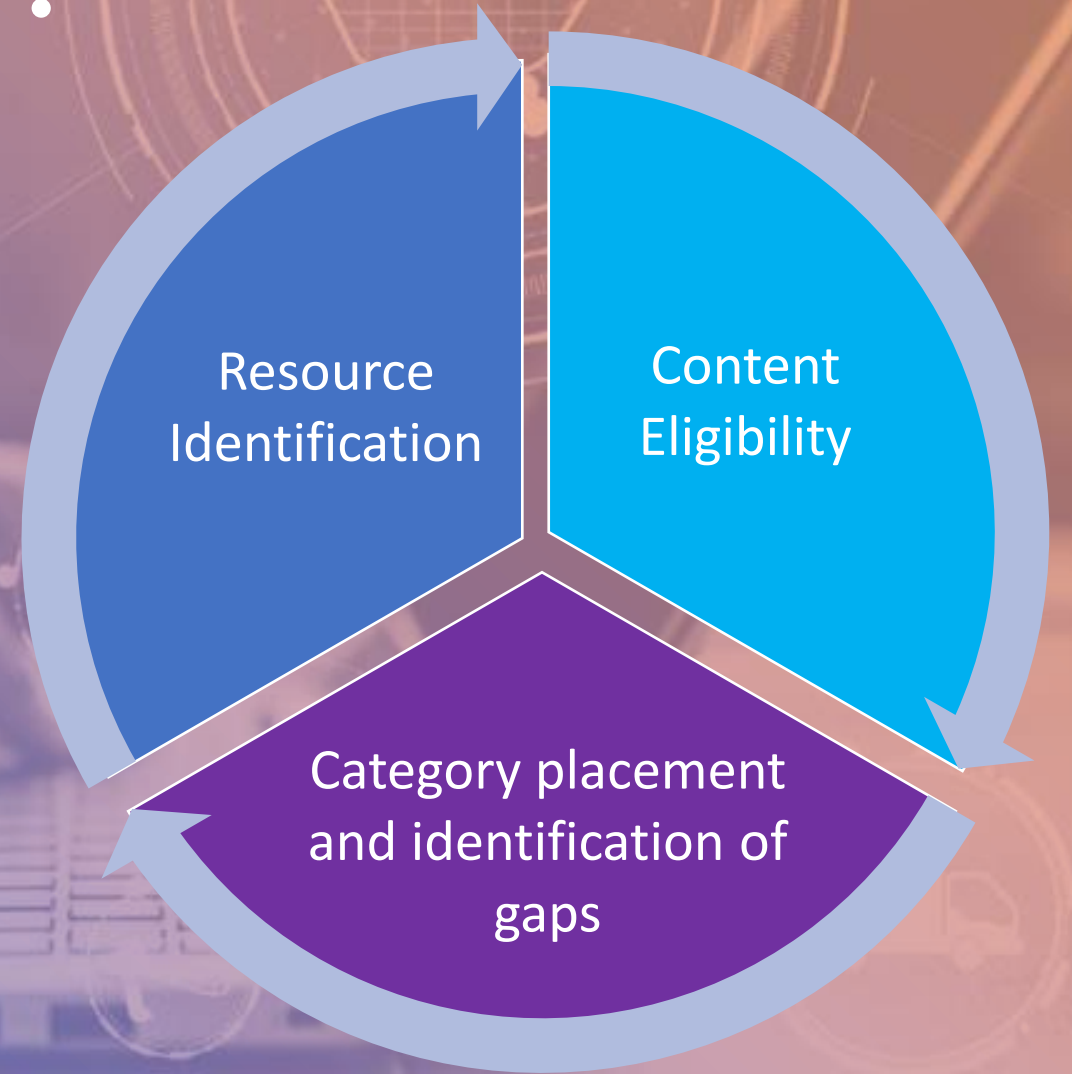 Resource
Identification
Content
Eligibility
Category placement
and identification of
gaps